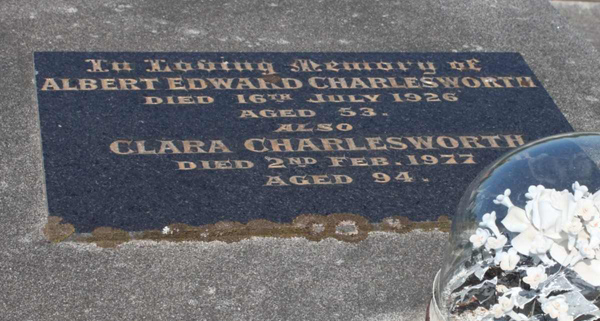 In Loving Memory of
ALBERT EDWARD CHARLESWORTH
DIED 16TH JULY 1926
AGED 53.
ALSO
CLARA CHARLESWORTH
DIED 2ND FEB. 1977
AGED 94.